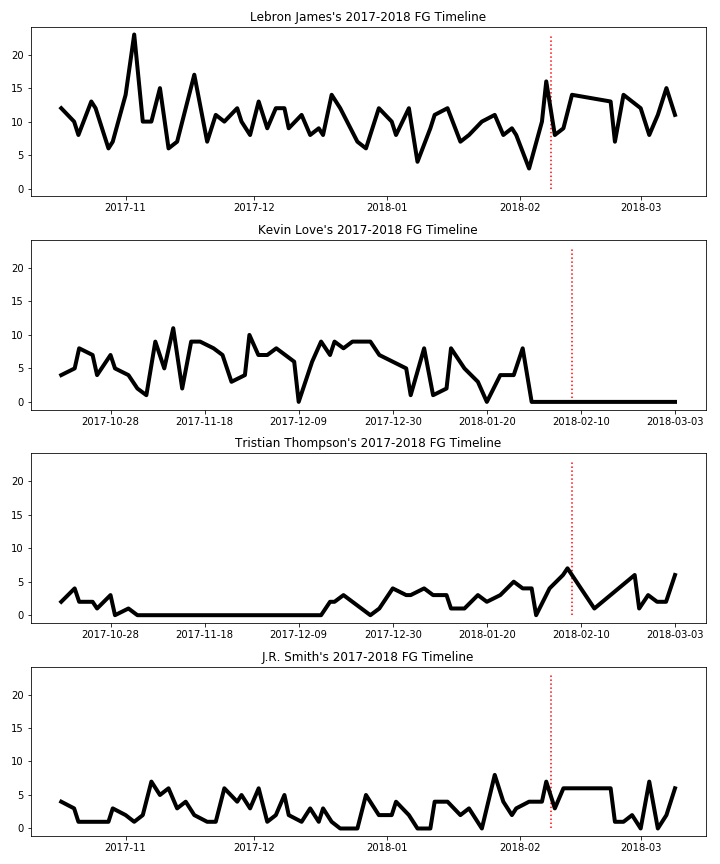 Lebron James's 2017-2018 FG Timeline
20
15
10
5
0
2017-11 2017-12 2018-01 2018-02 2018-03
Kevin Love's 2017-2018 FG Timeline
20
15
10
5
0
2017-10-28 2017-11-18 2017-12-09 2017-12-30 2018-01-20 2018-02-10 2018-03-03
Tristian Thompson's 2017-2018 FG Timeline
20
15
10
5
0
2017-10-28 2017-11-18 2017-12-09 2017-12-30 2018-01-20 2018-02-10 2018-03-03
J.R. Smith's 2017-2018 FG Timeline
20
15
10
5
0
2017-11 2017-12 2018-01 2018-02 2018-03